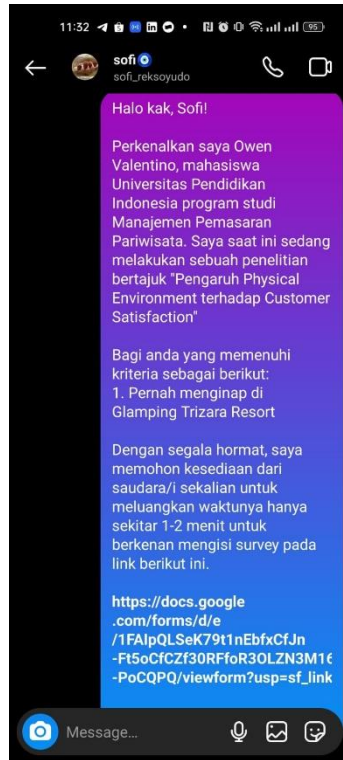 11:32
95
sofi
sofi_reksoyudo
Halo kak, Sofi!
Perkenalkan saya Owen
Valentino, mahasiswa
Universitas Pendidikan
Indonesia program studi
Manajemen Pemasaran
Pariwisata. Saya saat ini sedang
melakukan sebuah penelitian
bertajuk "Pengaruh Physical
Environment terhadap Customer
Satisfaction"
Bagi anda yang memenuhi
kriteria sebagai berikut:
1. Pernah menginap di
Glamping Trizara Resort
Dengan segala hormat, saya
memohon kesediaan dari
saudara/i sekalian untuk
meluangkan waktunya hanya
sekitar 1-2 menit untuk
berkenan mengisi survey pada
link berikut ini.
https://docs.google
.com/forms/d/e
/1FAIpQLSeK79t1nEbfxCfJn
-Ft5oCfCZf30RFfoR3OLZN3M16
-PoCQPQ/viewform?usp=sf_link
Message...